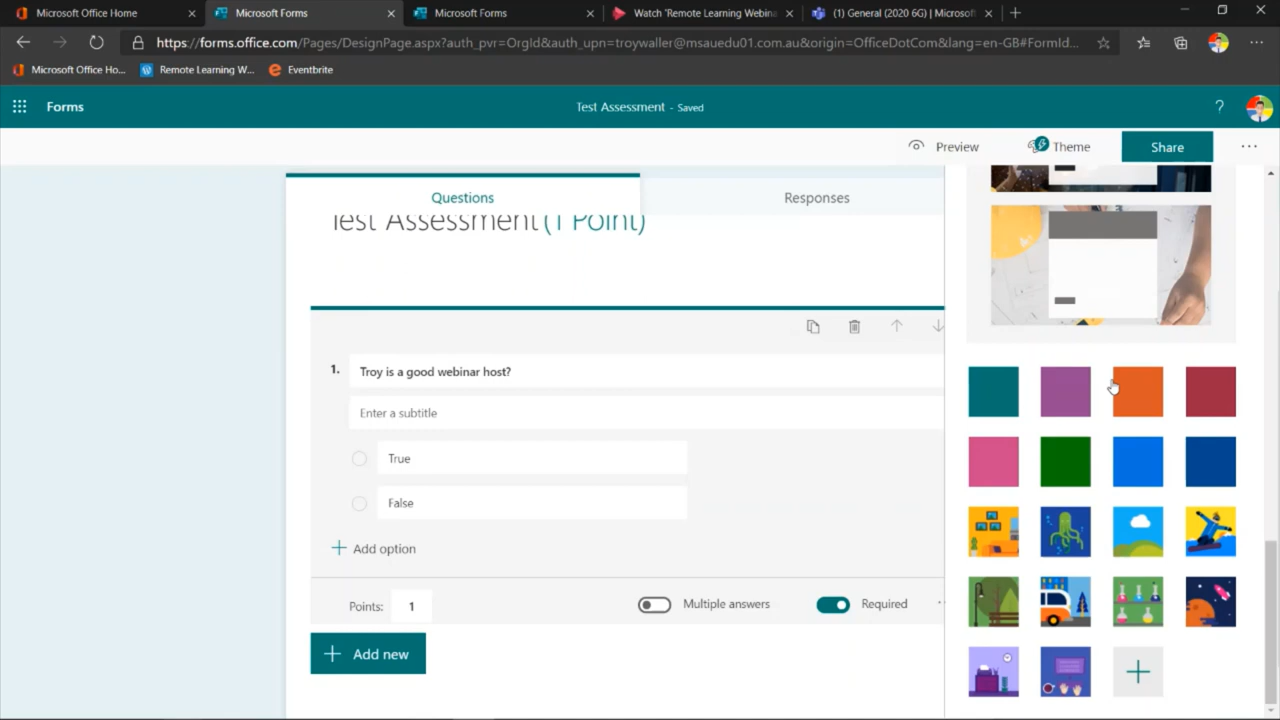 Microsoft Office Home
Microsoft Forms
Microsoft Forms
Watch 'Remote Learning Webina
(1) General (2020 6G) | Microsof
https://forms.office.com/Pages/DesignPage.aspx?auth_pvr=OrgId&auth_upn=troywaller@msauedu01.com.au&origin=OfficeDotCom&lang=en-GB#FormId...
Microsoft Office Ho...
Remote Learning W...
Eventbrite
Forms
Test Assessment - Saved
?
Preview
Theme
Share
Questions
Responses
Test Assessment (1 Point)
1.
Troy is a good webinar host?
Enter a subtitle
True
False
Add option
Points: 1
Multiple answers
Required
Add new